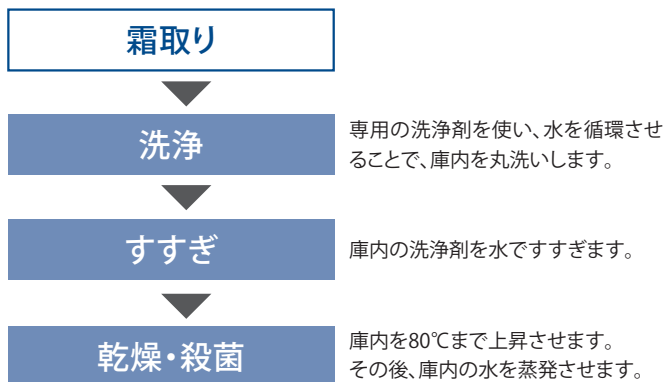 霜取り
洗浄
専用の洗浄剤を使い、水を循環させ
ることで、庫内を丸洗いします。
すすぎ
庫内の洗浄剤を水ですすぎます。
乾燥・殺菌
庫内を80℃まで上昇させます。
その後、庫内の水を蒸発させます。